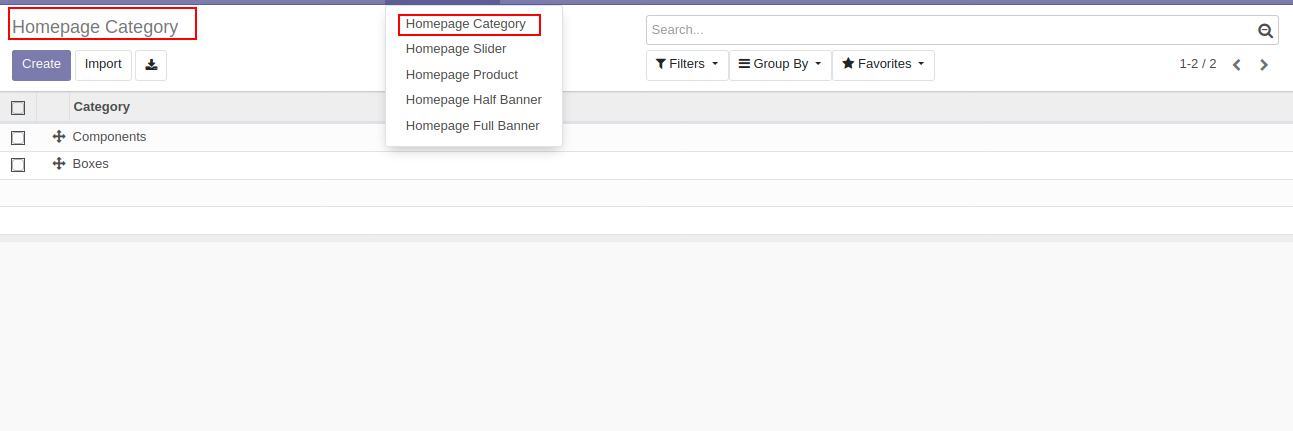 Homepage Category
Create
Import
Homepage Category
Homepage Slider
Homepage Product
Homepage Half Banner
Homepage Full Banner
Search...
Filters
Group By
Favorites
1-2 / 2
Category
Components
Boxes